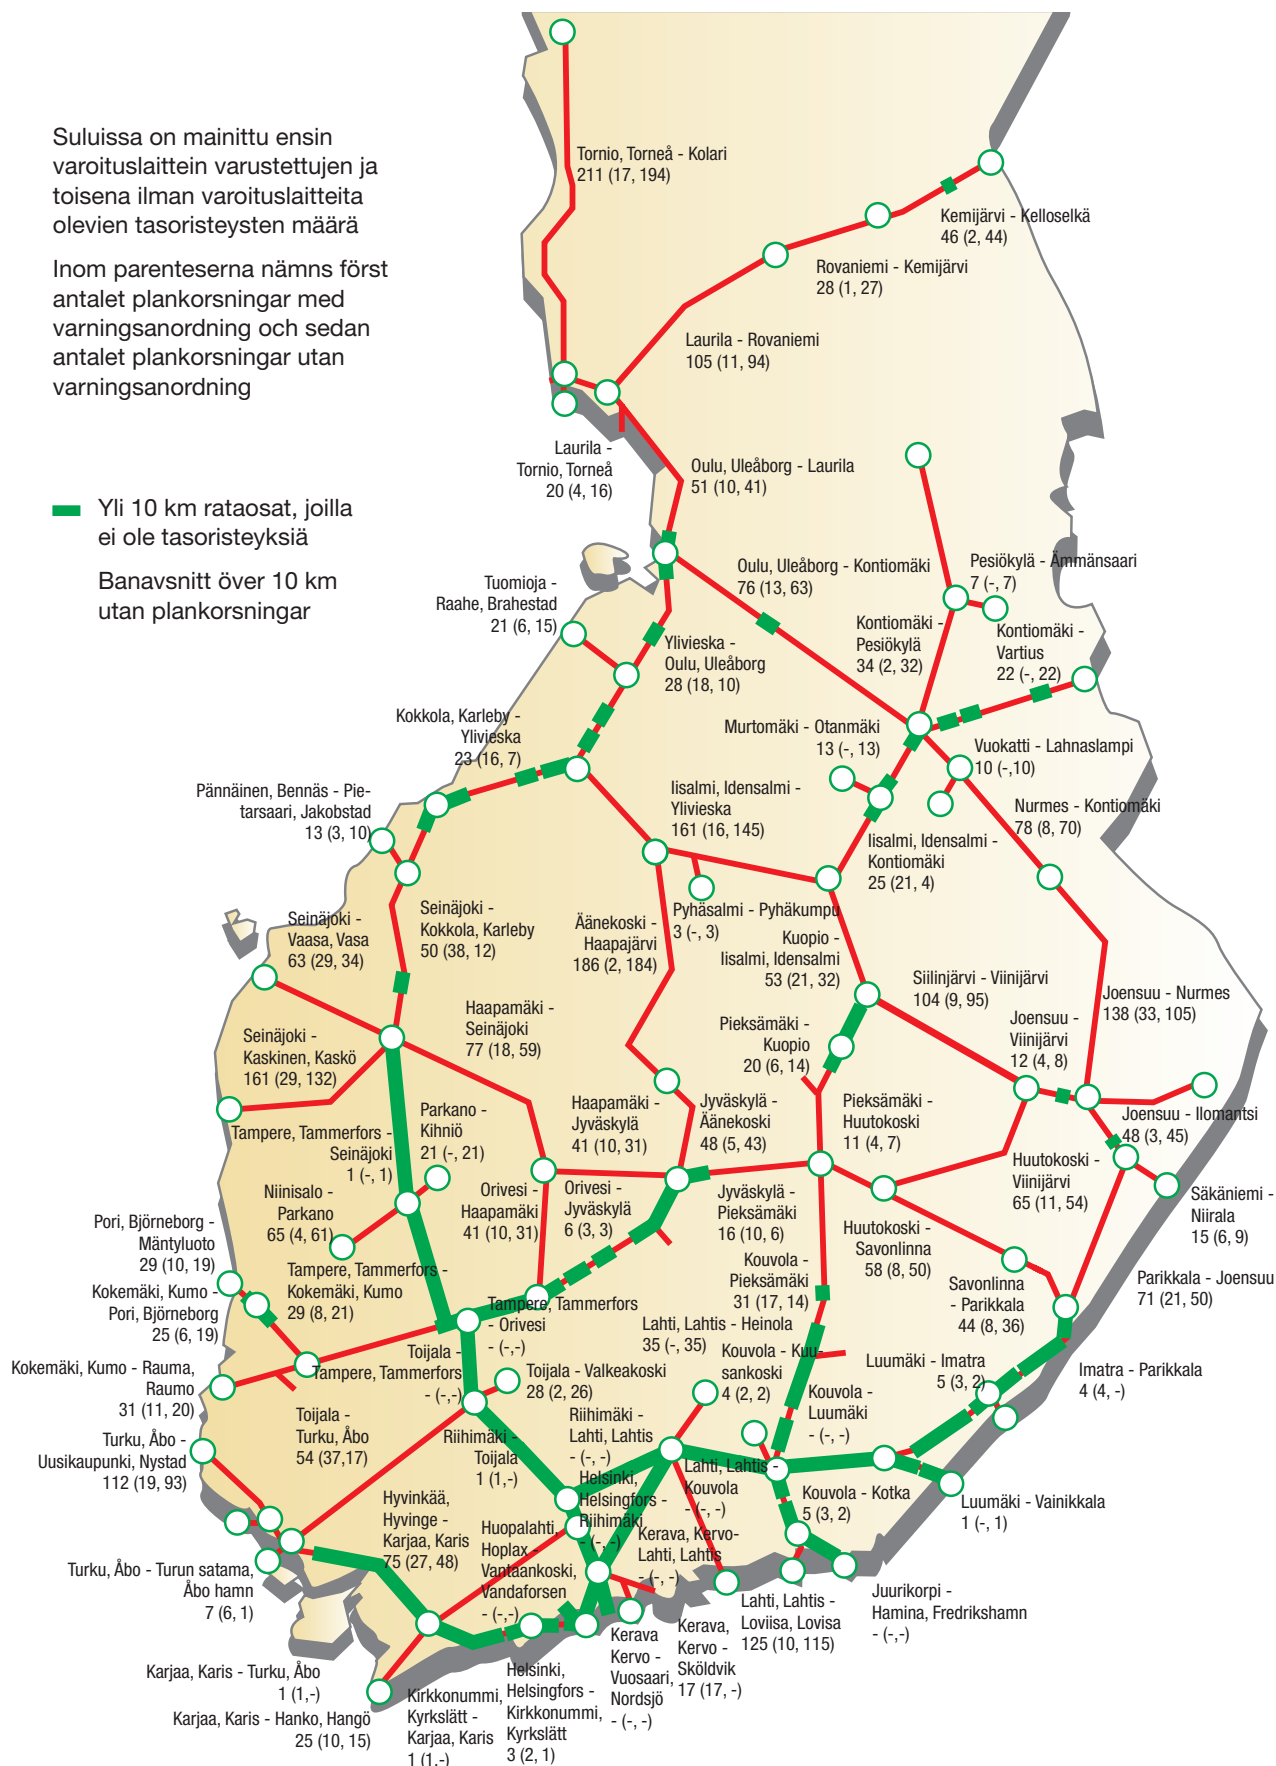 Suluissa on mainittu ensin
varoituslaittein varustettujen ja
toisena ilman varoituslaitteita
olevien tasoristeysten määrä
Inom parenteserna nämns först
antalet plankorsningar med
varningsanordning och sedan
antalet plankorsningar utan
varningsanordning
Yli 10 km rataosat, joilla
ei ole tasoristeyksiä
Banavsnitt över 10 km
utan plankorsningar
Tornio, Torneå - Kolari
211 (17, 194)
Kemijärvi - Kelloselkä
46 (2, 44)
Rovaniemi - Kemijärvi
28 (1, 27)
Laurila - Rovaniemi
105 (11, 94)
Laurila -
Tornio, Torneå
20 (4, 16)
Oulu, Uleåborg - Laurila
51 (10, 41)
Oulu, Uleåborg - Kontiomäki
76 (13, 63)
Pesiökylä - Ämmänsaari
7 (-, 7)
Tuomioja -
Raahe, Brahestad
21 (6, 15)
Kontiomäki -
Pesiökylä
34 (2, 32)
Kontiomäki -
Vartius
22 (-, 22)
Ylivieska -
Oulu, Uleåborg
28 (18, 10)
Kokkola, Karleby -
Ylivieska
23 (16, 7)
Murtomäki - Otanmäki
13 (-, 13)
Vuokatti - Lahnaslampi
10 (-,10)
Pännäinen, Bennäs - Pie-
tarsaari, Jakobstad
13 (3, 10)
Iisalmi, Idensalmi -
Ylivieska
161 (16, 145)
Nurmes - Kontiomäki
78 (8, 70)
Iisalmi, Idensalmi -
Kontiomäki
25 (21, 4)
Seinäjoki -
Vaasa, Vasa
63 (29, 34)
Seinäjoki -
Kokkola, Karleby
50 (38, 12)
Äänekoski -
Haapajärvi
186 (2, 184)
Pyhäsalmi - Pyhäkumpu
3 (-, 3)
Kuopio -
Iisalmi, Idensalmi
53 (21, 32)
Siilinjärvi - Viinijärvi
104 (9, 95)
Joensuu - Nurmes
138 (33, 105)
Haapamäki -
Seinäjoki
77 (18, 59)
Pieksämäki -
Kuopio
20 (6, 14)
Joensuu -
Viinijärvi
12 (4, 8)
Seinäjoki -
Kaskinen, Kaskö
161 (29, 132)
Parkano -
Kihniö
21 (-, 21)
Haapamäki -
Jyväskylä
41 (10, 31)
Jyväskylä -
Äänekoski
48 (5, 43)
Pieksämäki -
Huutokoski
11 (4, 7)
Joensuu - Ilomantsi
48 (3, 45)
Tampere, Tammerfors -
Seinäjoki
1 (-, 1)
Niinisalo -
Parkano
65 (4, 61)
Orivesi -
Haapamäki
41 (10, 31)
Orivesi -
Jyväskylä
6 (3, 3)
Jyväskylä -
Pieksämäki
16 (10, 6)
Huutokoski -
Viinijärvi
65 (11, 54)
Säkäniemi -
Niirala
15 (6, 9)
Pori, Björneborg -
Mäntyluoto
29 (10, 19)
Huutokoski -
Savonlinna
58 (8, 50)
Kouvola -
Pieksämäki
31 (17, 14)
Savonlinna
- Parikkala
44 (8, 36)
Parikkala - Joensuu
71 (21, 50)
Kokemäki, Kumo -
Pori, Björneborg
25 (6, 19)
Tampere, Tammerfors -
Kokemäki, Kumo
29 (8, 21)
Tampere, Tammerfors
- Orivesi
- (-,-)
Lahti, Lahtis - Heinola
35 (-, 35)
Kokemäki, Kumo - Rauma,
Raumo
31 (11, 20)
Toijala -
Tampere, Tammerfors
- (-,-)
Toijala - Valkeakoski
28 (2, 26)
Kouvola - Kuu-
sankoski
4 (2, 2)
Luumäki - Imatra
5 (3, 2)
Imatra - Parikkala
4 (4, -)
Kouvola -
Luumäki
- (-, -)
Toijala -
Turku, Åbo
54 (37,17)
Riihimäki -
Lahti, Lahtis
- (-, -)
Turku, Åbo -
Uusikaupunki, Nystad
112 (19, 93)
Riihimäki -
Toijala
1 (1,-)
Lahti, Lahtis -
Kouvola
- (-, -)
Kouvola - Kotka
5 (3, 2)
Luumäki - Vainikkala
1 (-, 1)
Helsinki,
Helsingfors -
Riihimäki
- (-, -)
Hyvinkää,
Hyvinge -
Karjaa, Karis
75 (27, 48)
Huopalahti,
Hoplax -
Vantaankoski,
Vandaforsen
- (-,-)
Kerava, Kervo-
Lahti, Lahtis
- (-, -)
Turku, Åbo - Turun satama,
Åbo hamn
7 (6, 1)
Juurikorpi -
Hamina, Fredrikshamn
- (-,-)
Lahti, Lahtis -
Loviisa, Lovisa
125 (10, 115)
Kerava,
Kervo -
Sköldvik
17 (17, -)
Kerava
Kervo -
Vuosaari,
Nordsjö
- (-, -)
Karjaa, Karis - Turku, Åbo
1 (1,-)
Karjaa, Karis - Hanko, Hangö
25 (10, 15)
Kirkkonummi,
Kyrkslätt -
Karjaa, Karis
1 (1,-)
Helsinki,
Helsingfors -
Kirkkonummi,
Kyrkslätt
3 (2, 1)